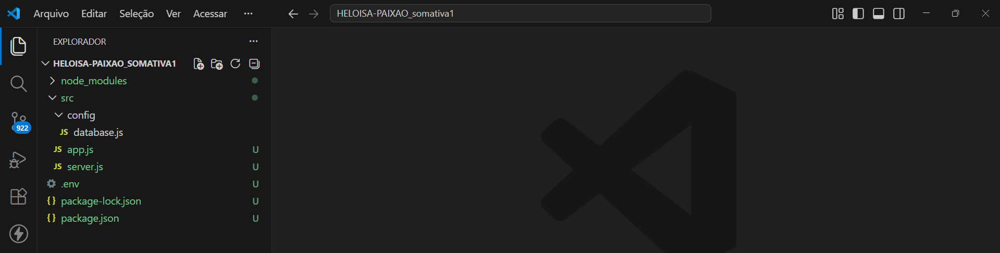 Arquivo Editar Seleção Ver Acessar ··· HELOISA-PAIXAO_somativa1
EXPLORADOR ···
HELOISA-PAIXAO_SOMATIVA1
node_modules
src
config
JS database.js
JS app.js U
JS server.js U
.env U
{} package-lock.json U
{} package.json U
922